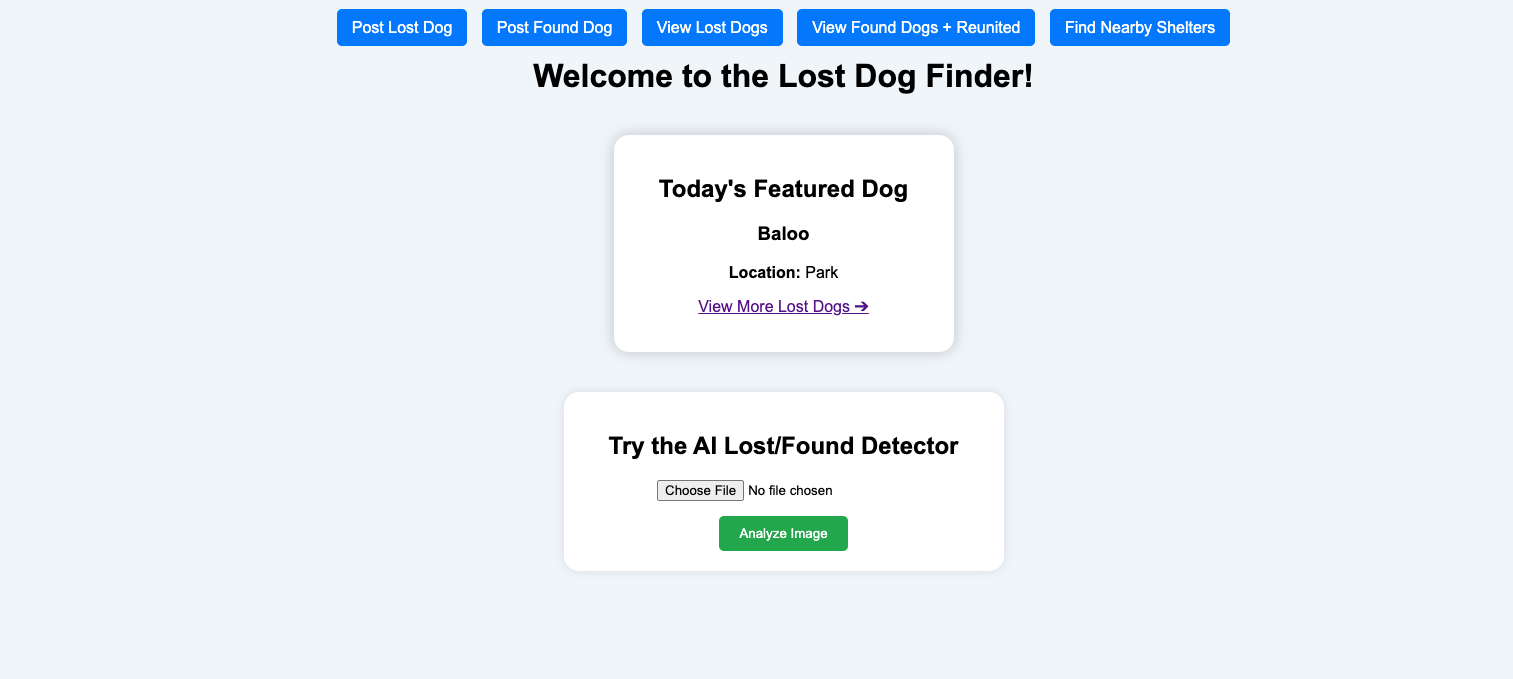 Post Lost Dog Post Found Dog View Lost Dogs View Found Dogs + Reunited Find Nearby Shelters
Welcome to the Lost Dog Finder!
Today's Featured Dog
Baloo
Location: Park
View More Lost Dogs ➔
Try the AI Lost/Found Detector
Choose File No file chosen
Analyze Image